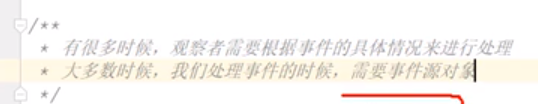 /**
* 有很多时候，观察者需要根据事件的具体情况来进行处理
* 大多数时候，我们处理事件的时候，需要事件源对象
*/